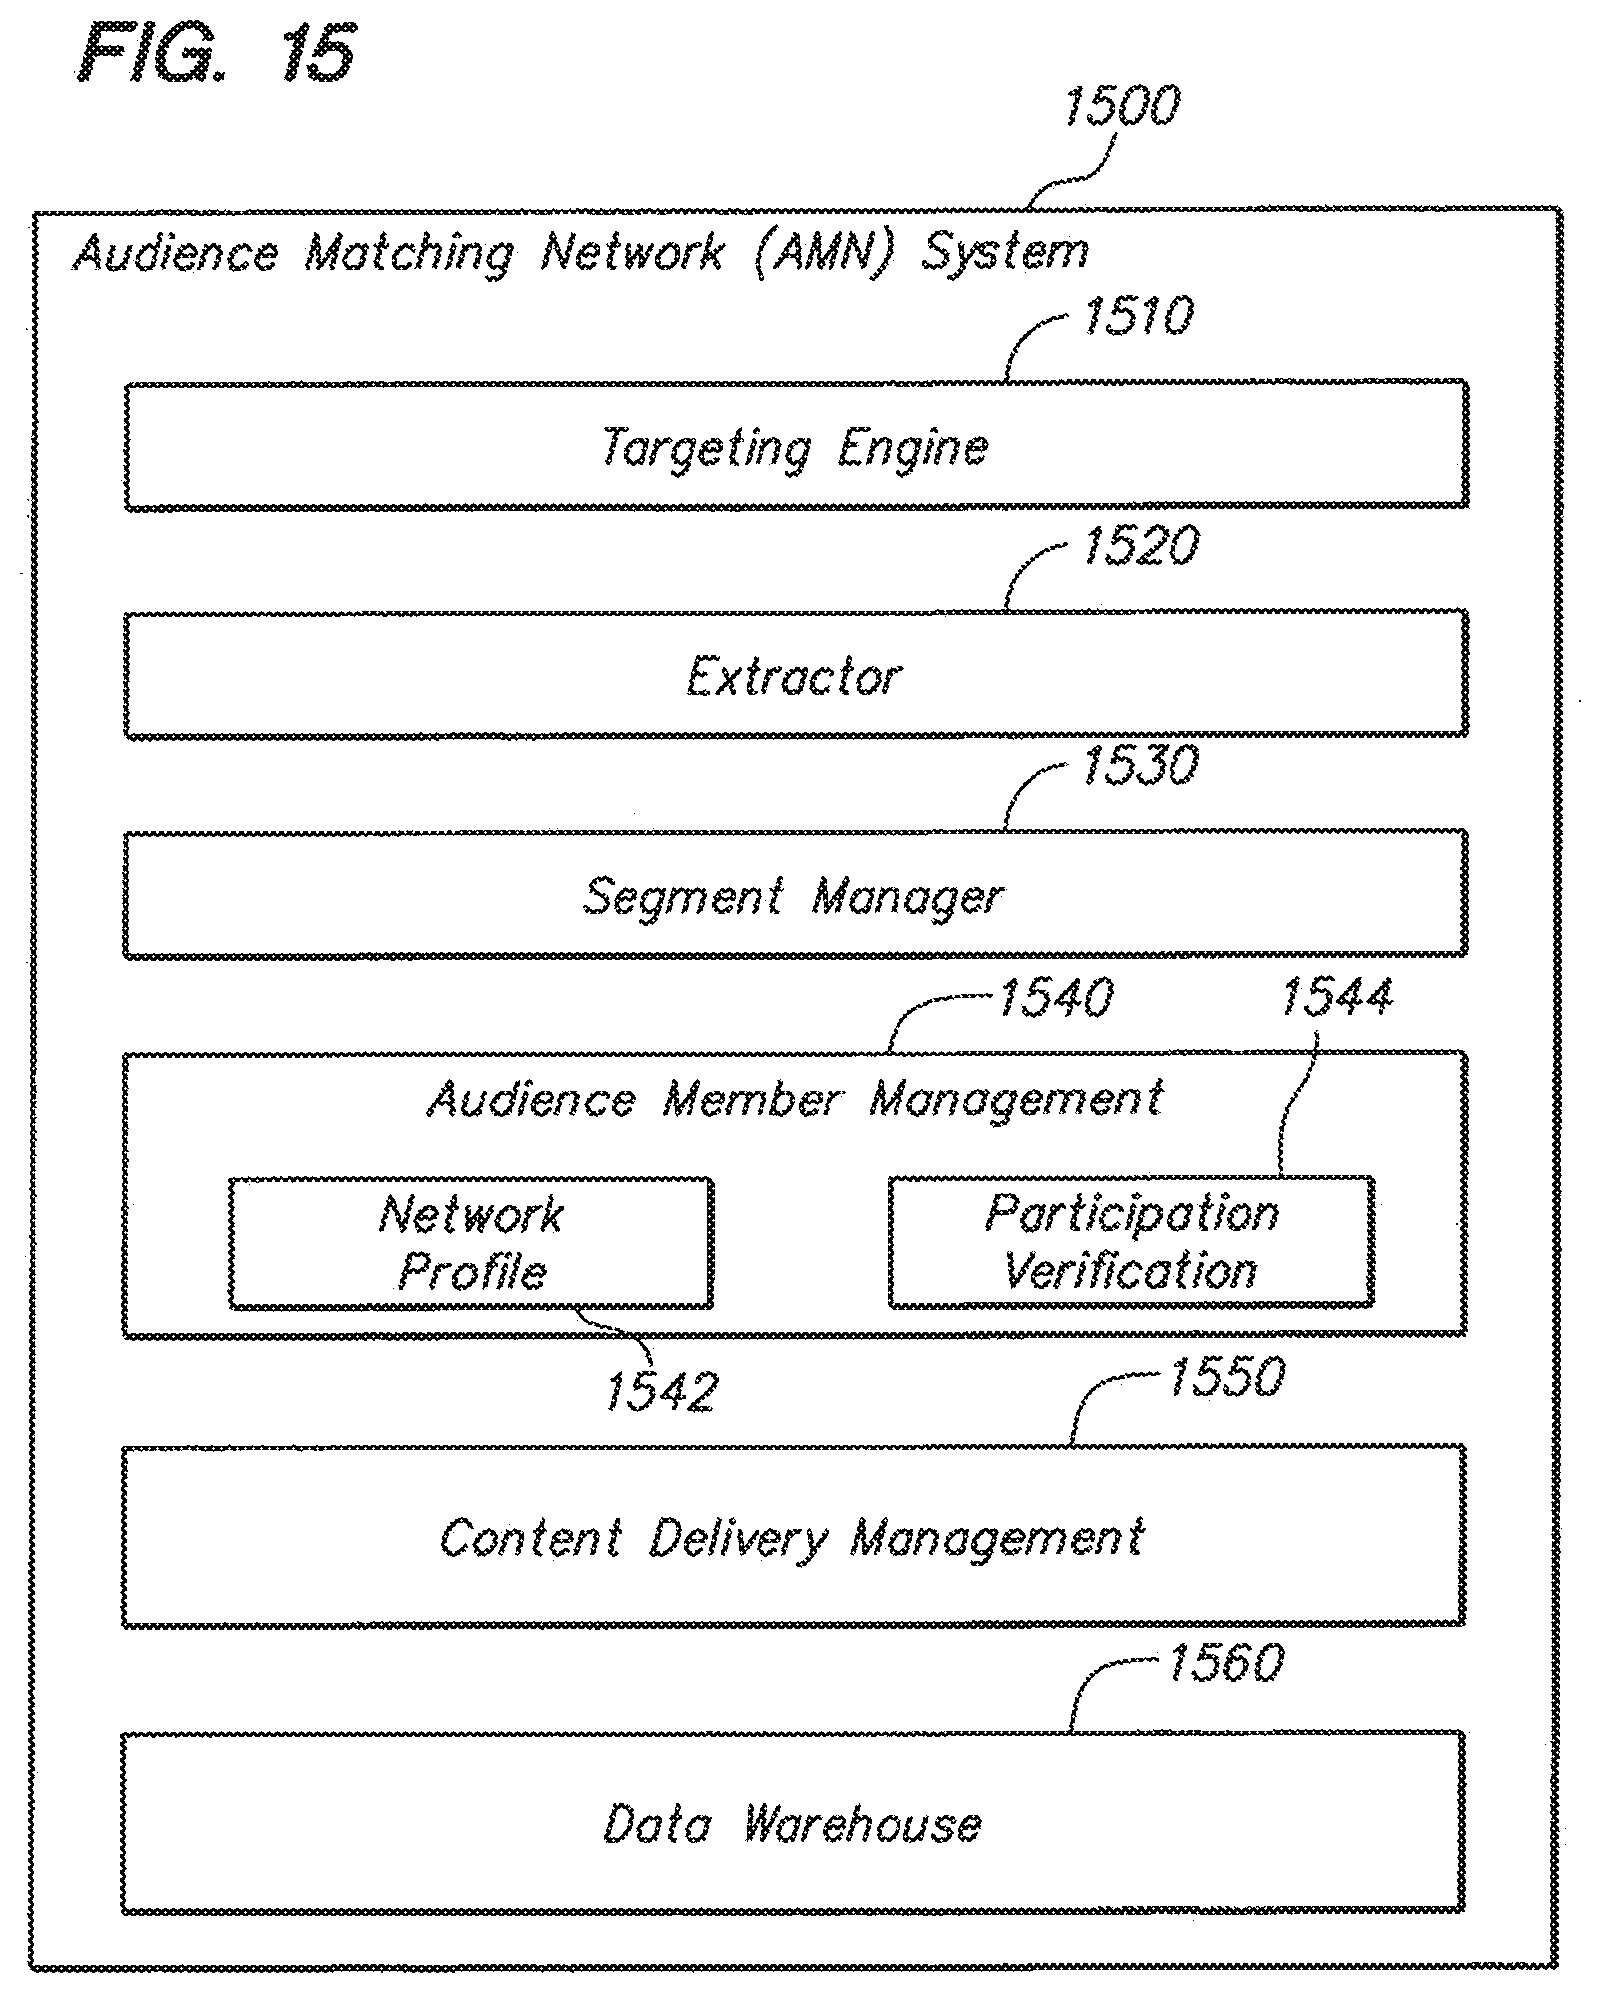 FIG. 15
1500
Audience Matching Network (AMN) System
1510
Targeting Engine
1520
Extractor
1530
Segment Manager
1540
1544
Audience Member Management
Network
Profile
Participation
Verification
1542
1550
Content Delivery Management
1560
Data Warehouse